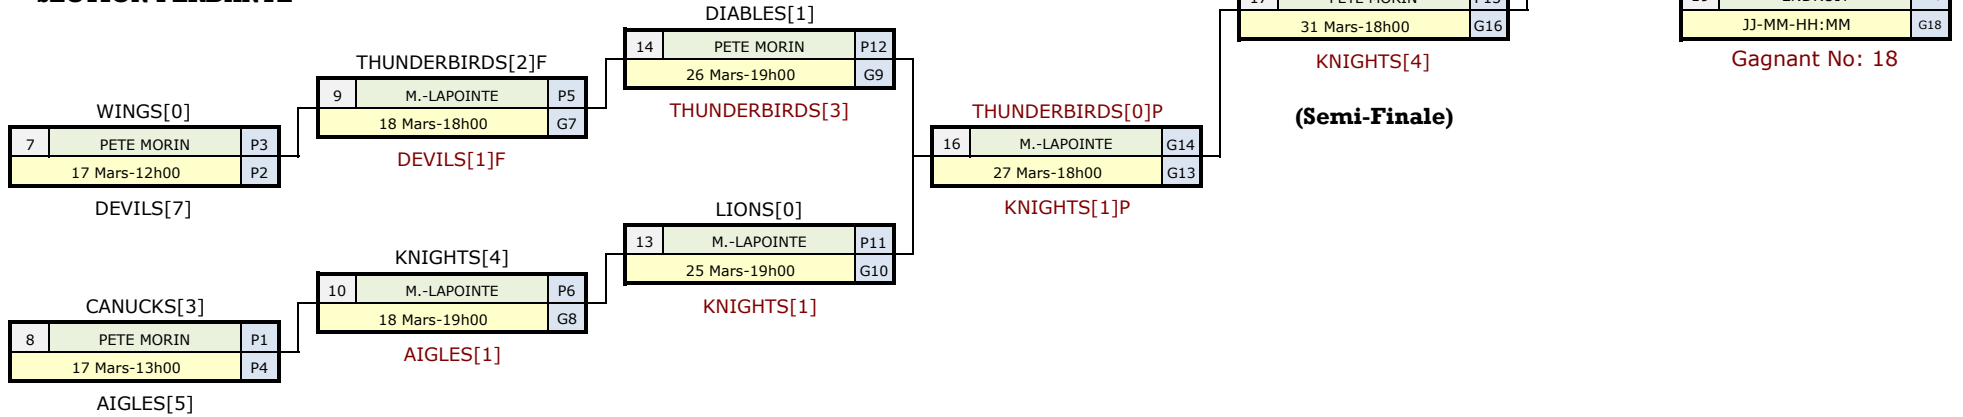 DIABLES[1]
14 PETE MORIN P12
26 Mars-19h00 G9
THUNDERBIRDS[3]
31 Mars-18h00 G16
KNIGHTS[4]
(Semi-Finale)
JJ-MM-HH:MM G18
Gagnant No: 18
THUNDERBIRDS[2]F
9 M.-LAPOINTE P5
18 Mars-18h00 G7
DEVILS[1]F
WINGS[0]
7 PETE MORIN P3
17 Mars-12h00 P2
DEVILS[7]
THUNDERBIRDS[0]P
16 M.-LAPOINTE G14
27 Mars-18h00 G13
KNIGHTS[1]P
LIONS[0]
13 M.-LAPOINTE P11
25 Mars-19h00 G10
KNIGHTS[1]
KNIGHTS[4]
10 M.-LAPOINTE P6
18 Mars-19h00 G8
AIGLES[1]
CANUCKS[3]
8 PETE MORIN P1
17 Mars-13h00 P4
AIGLES[5]